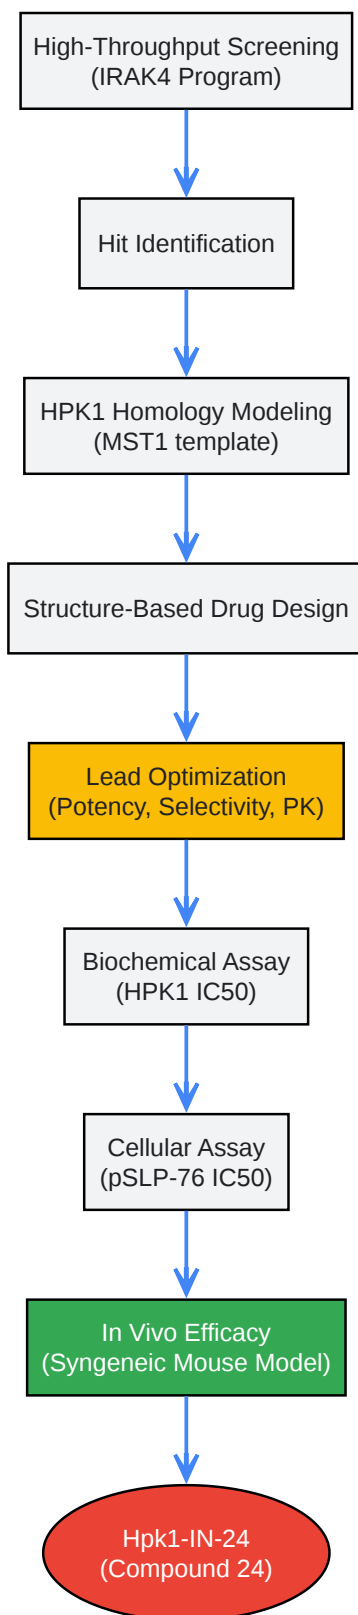 High-Throughput Screening
(IRAK4 Program)
Hit Identification
HPK1 Homology Modeling
(MST1 template)
Structure-Based Drug Design
Lead Optimization
(Potency, Selectivity, PK)
Biochemical Assay
(HPK1 IC50)
Cellular Assay
(pSLP-76 IC50)
In Vivo Efficacy
(Syngeneic Mouse Model)
Hpk1-IN-24
(Compound 24)